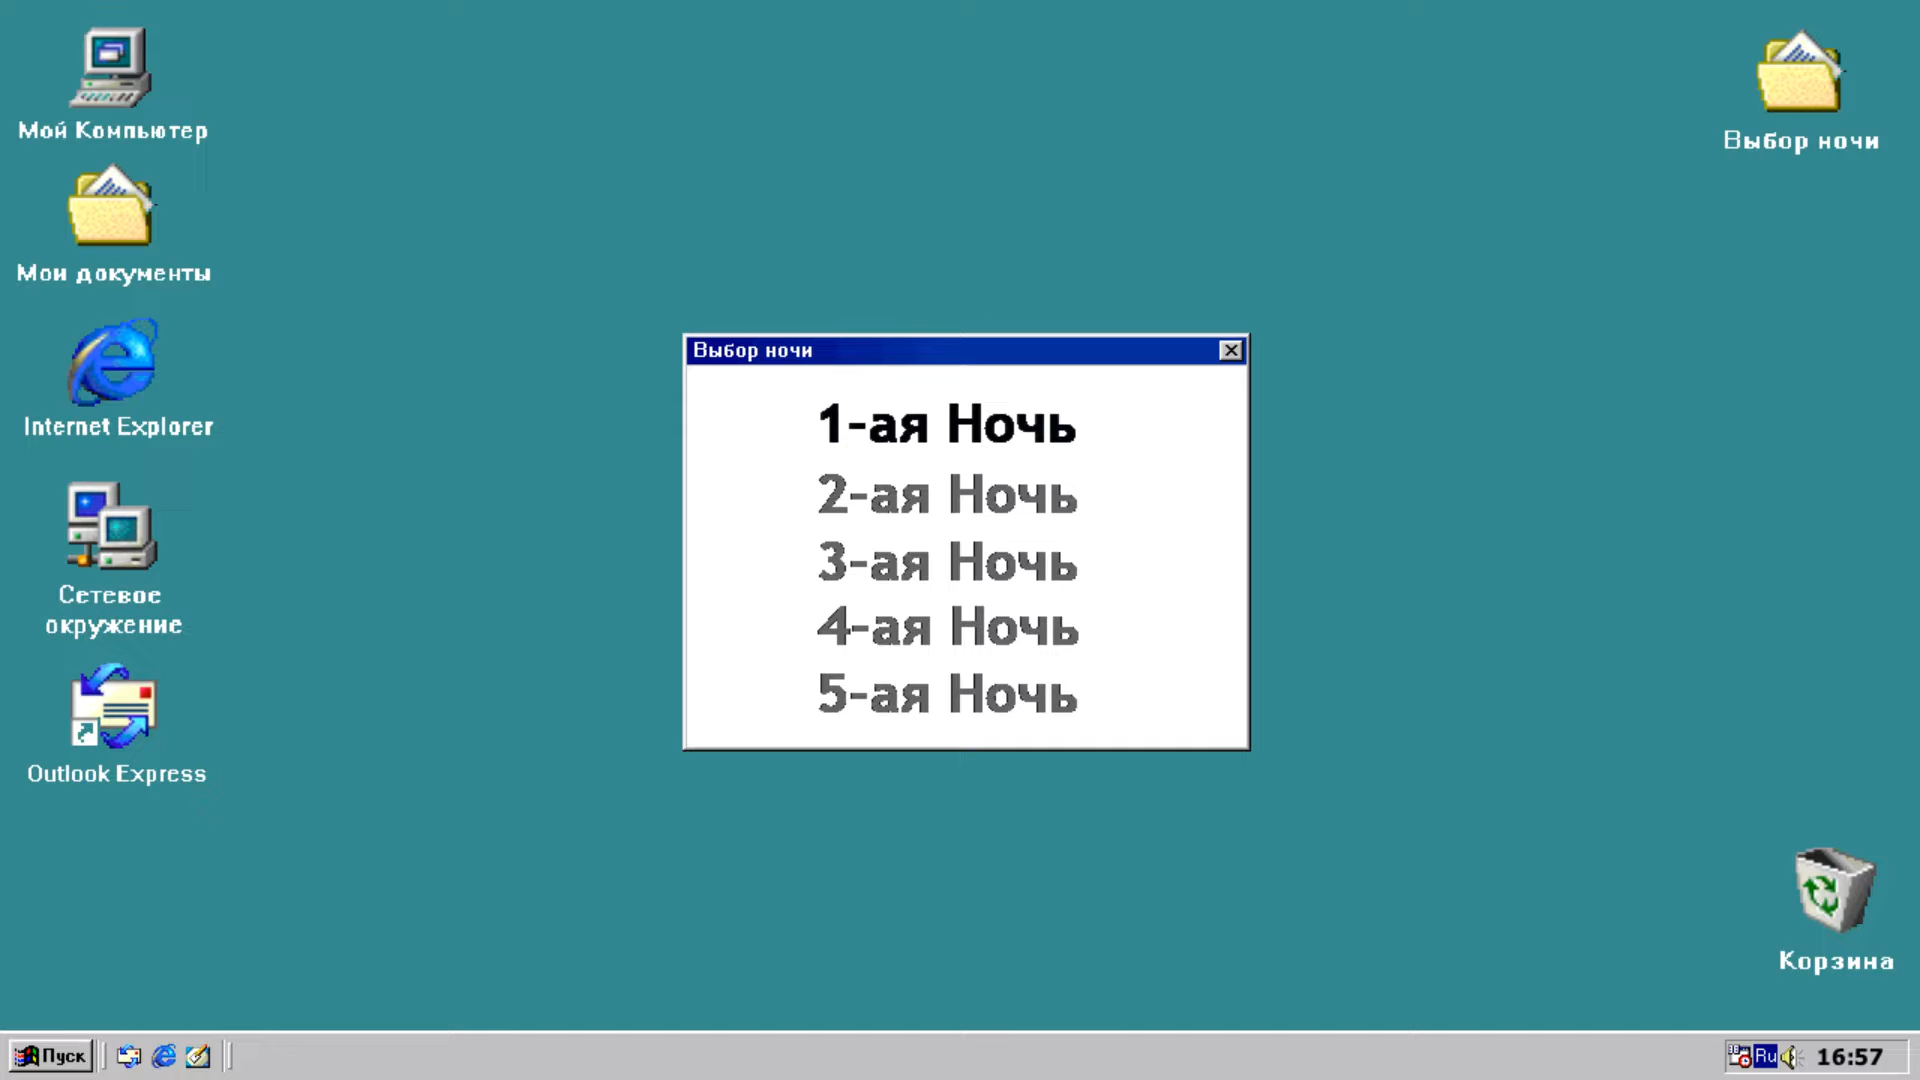 Мой Компьютер
Мои документы
Internet Explorer
Сетевое
окружение
Outlook Express
Выбор ночи
Выбор ночи
1-ая Ночь
2-ая Ночь
3-ая Ночь
4-ая Ночь
5-ая Ночь
Корзина
Пуск
Ru
16:57